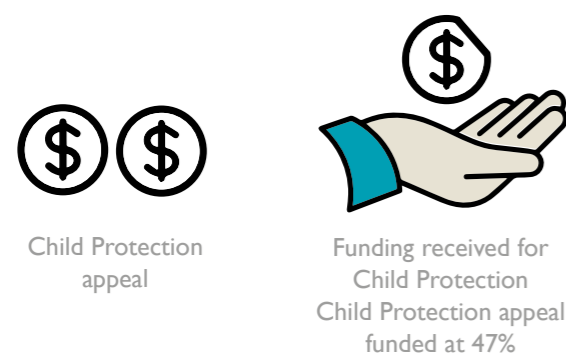 $
$ $
Child Protection
appeal
Funding received for
Child Protection
Child Protection appeal
funded at 47%